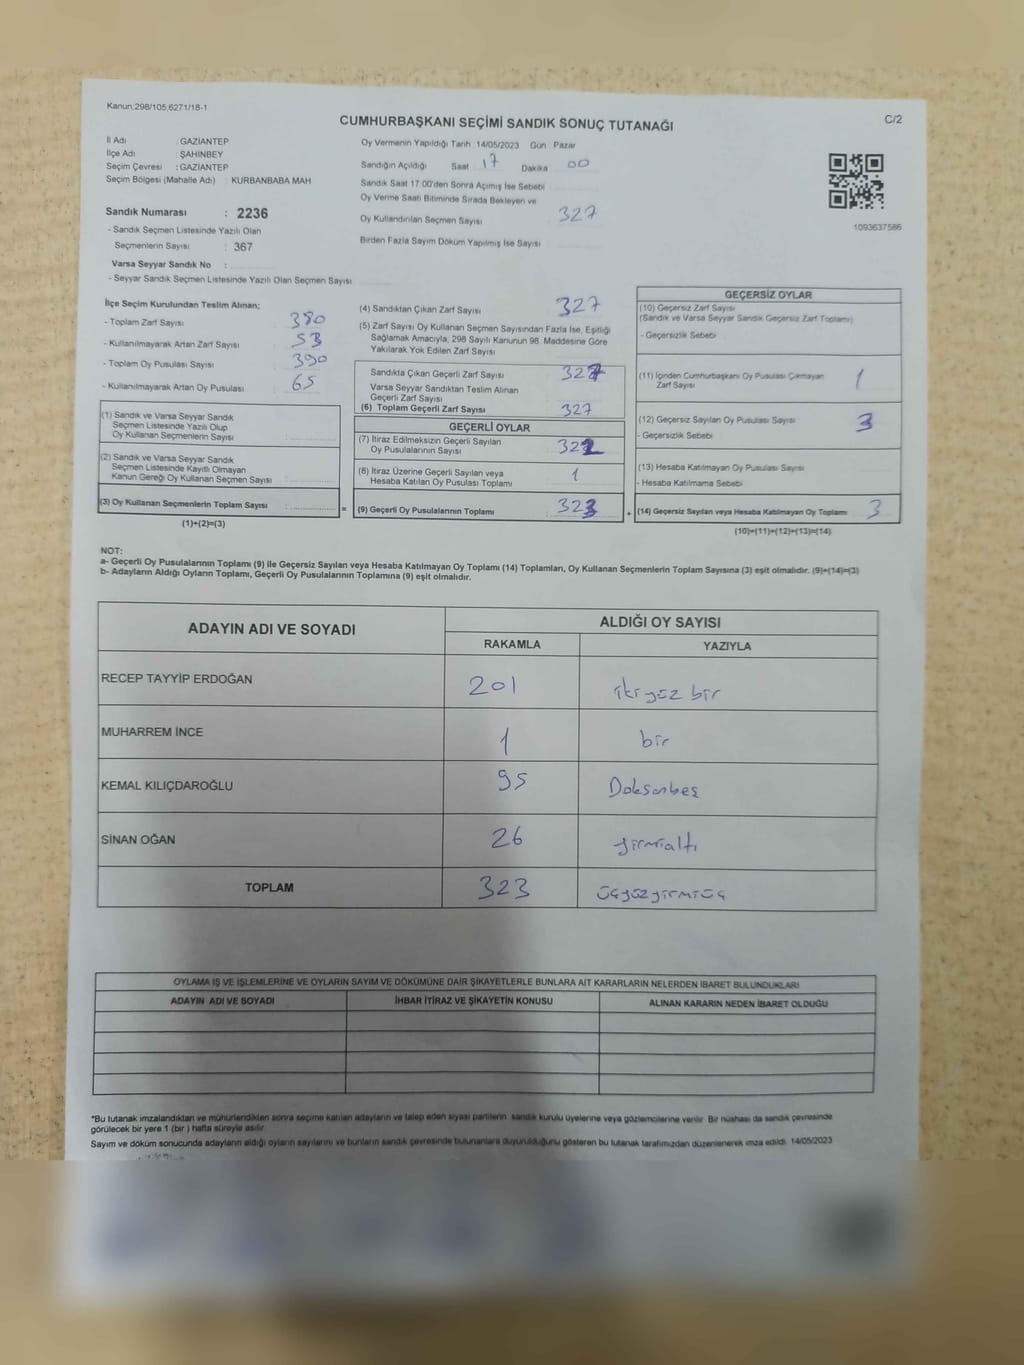 Kanun;298/105,6271/18-1
CUMHURBAŞKANI SEÇİMİ SANDIK SONUÇ TUTANAĞI
C/2
İl Adı : GAZİANTEP
İlçe Adı : ŞAHİNBEY
Seçim Çevresi : GAZİANTEP
Seçim Bölgesi (Mahalle Adı) : KURBANBABA MAH
Sandık Numarası : 2236
- Sandık Seçmen Listesinde Yazılı Olan
Seçmenlerin Sayısı : 367
Varsa Seyyar Sandık No :
- Seyyar Sandık Seçmen Listesinde Yazılı Olan Seçmen Sayısı
Oy Vermenin Yapıldığı Tarih 14/05/2023 Gün Pazar
Sandığın Açıldığı Saat 17 Dakika 00
Sandık Saat 17:00'den Sonra Açımış İse Sebebi
Oy Verme Saati Bitiminde Sırada Bekleyen ve
Oy Kullandırılan Seçmen Sayısı 327
Birden Fazla Sayım Döküm Yapılmış İse Sayısı
1093637586
İlçe Seçim Kurulundan Teslim Alınan;
- Toplam Zarf Sayısı 380
- Kullanılmayarak Artan Zarf Sayısı 53
- Toplam Oy Pusulası Sayısı 390
- Kullanılmayarak Artan Oy Pusulası 65
(1) Sandık ve Varsa Seyyar Sandık
Seçmen Listesinde Yazılı Olup
Oy Kullanan Seçmenlerin Sayısı :
(2) Sandık ve Varsa Seyyar Sandık
Seçmen Listesinde Kayıtlı Olmayan
Kanun Gereği Oy Kullanan Seçmen Sayısı :
(3) Oy Kullanan Seçmenlerin Toplam Sayısı :
(1)+(2)=(3)
=
(4) Sandıktan Çıkan Zarf Sayısı 327
(5) Zarf Sayısı Oy Kullanan Seçmen Sayısından Fazla İse, Eşitliği
Sağlamak Amacıyla, 298 Sayılı Kanunun 98. Maddesine Göre
Yakılarak Yok Edilen Zarf Sayısı
Sandıkta Çıkan Geçerli Zarf Sayısı 327
Varsa Seyyar Sandıktan Teslim Alınan
Geçerli Zarf Sayısı
(6) Toplam Geçerli Zarf Sayısı 327
GEÇERLİ OYLAR
(7) İtiraz Edilmeksizin Geçerli Sayılan
Oy Pusulalarının Sayısı 322
(8) İtiraz Üzerine Geçerli Sayılan veya
Hesaba Katılan Oy Pusulası Toplamı 1
(9) Geçerli Oy Pusulalarının Toplamı 323
+
GEÇERSİZ OYLAR
(10) Geçersiz Zarf Sayısı
(Sandık ve Varsa Seyyar Sandık Geçersiz Zarf Toplamı)
- Geçersizlik Sebebi
(11) İçinden Cumhurbaşkanı Oy Pusulası Çıkmayan
Zarf Sayısı 1
(12) Geçersiz Sayılan Oy Pusulası Sayısı 3
- Geçersizlik Sebebi
(13) Hesaba Katılmayan Oy Pusulası Sayısı
- Hesaba Katılmama Sebebi
(14) Geçersiz Sayılan veya Hesaba Katılmayan Oy Toplamı 3
(10)+(11)+(12)+(13)=(14)
NOT:
a- Geçerli Oy Pusulalarının Toplamı (9) ile Geçersiz Sayılan veya Hesaba Katılmayan Oy Toplamı (14) Toplamları, Oy Kullanan Seçmenlerin Toplam Sayısına (3) eşit olmalıdır. (9)+(14)=(3)
b- Adayların Aldığı Oyların Toplamı, Geçerli Oy Pusulalarının Toplamına (9) eşit olmalıdır.
ADAYIN ADI VE SOYADI
ALDIĞI OY SAYISI
RAKAMLA YAZIYLA
RECEP TAYYİP ERDOĞAN 201 ikiyüz bir
MUHARREM İNCE 1 bir
KEMAL KILIÇDAROĞLU 95 Doksanbeş
SİNAN OĞAN 26 yirmialtı
TOPLAM 323 üçyüzyirmiüç
OYLAMA İŞ VE İŞLEMLERİNE VE OYLARIN SAYIM VE DÖKÜMÜNE DAİR ŞİKAYETLERLE BUNLARA AİT KARARLARIN NELERDEN İBARET BULUNDUKLARI
ADAYIN ADI VE SOYADI İHBAR İTİRAZ VE ŞİKAYETİN KONUSU ALINAN KARARIN NEDEN İBARET OLDUĞU
*Bu tutanak imzalandıktan ve mühürlendikten sonra seçime katılan adayların ve talep eden siyasi partilerin sandık kurulu üyelerine veya gözlemcilerine verilir. Bir nüshası da sandık çevresinde
görülecek bir yere 1 (bir ) hafta süreyle asılır.
Sayım ve döküm sonucunda adayların aldığı oyların sayılarını ve bunların sandık çevresinde bulunanlara duyurulduğunu gösteren bu tutanak tarafımızdan düzenlenerek imza edildi. 14/05/2023